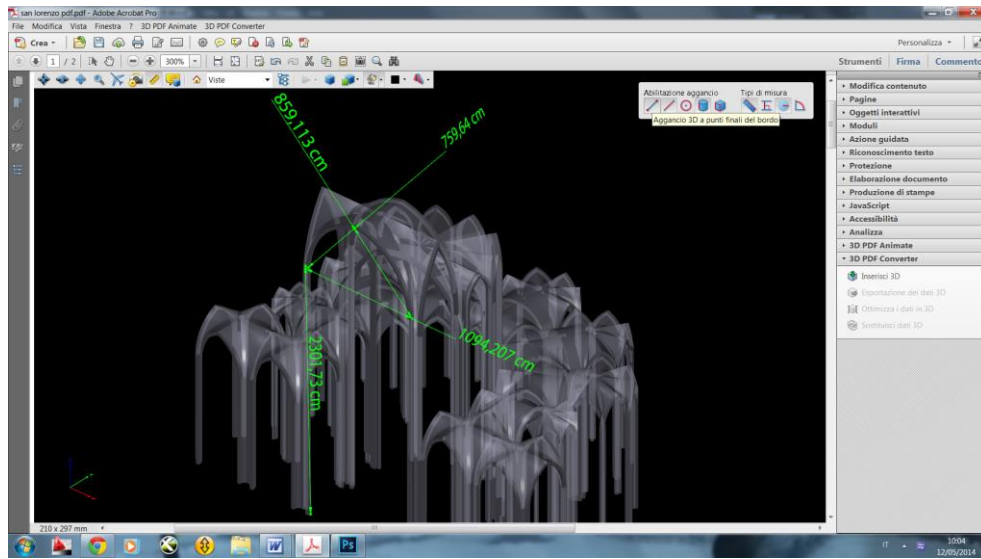 san lorenzo pdf.pdf - Adobe Acrobat Pro
File Modifica Vista Finestra ? 3D PDF Animate 3D PDF Converter
Crea
Personalizza
1 / 2 300%
Strumenti Firma Commento
Viste
Abilitazione aggancio Tipi di misura
Aggancio 3D a punti finali del bordo
859,113 cm
759,64 cm
1094,207 cm
2301,73 cm
Modifica contenuto
Pagine
Oggetti interattivi
Moduli
Azione guidata
Riconoscimento testo
Protezione
Elaborazione documento
Produzione di stampe
JavaScript
Accessibilità
Analizza
3D PDF Animate
3D PDF Converter
Inserisci 3D
Esportazione dei dati 3D
Ottimizza i dati in 3D
Sostituisci dati 3D
210 x 297 mm
W
Ps
IT
10:04
12/05/2014